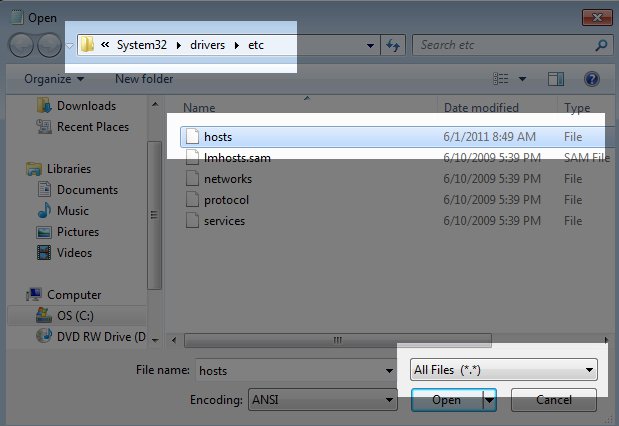 Open
« System32 drivers etc
Search etc
Organize New folder
Name Date modified Type
Downloads
Recent Places
Libraries
Documents
Music
Pictures
Videos
Computer
OS (C:)
DVD RW Drive (D
hosts 6/1/2011 8:49 AM File
lmhosts.sam 6/10/2009 5:39 PM SAM File
networks 6/10/2009 5:39 PM File
protocol 6/10/2009 5:39 PM File
services 6/10/2009 5:39 PM File
File name: hosts All Files (*.*)
Encoding: ANSI Open Cancel